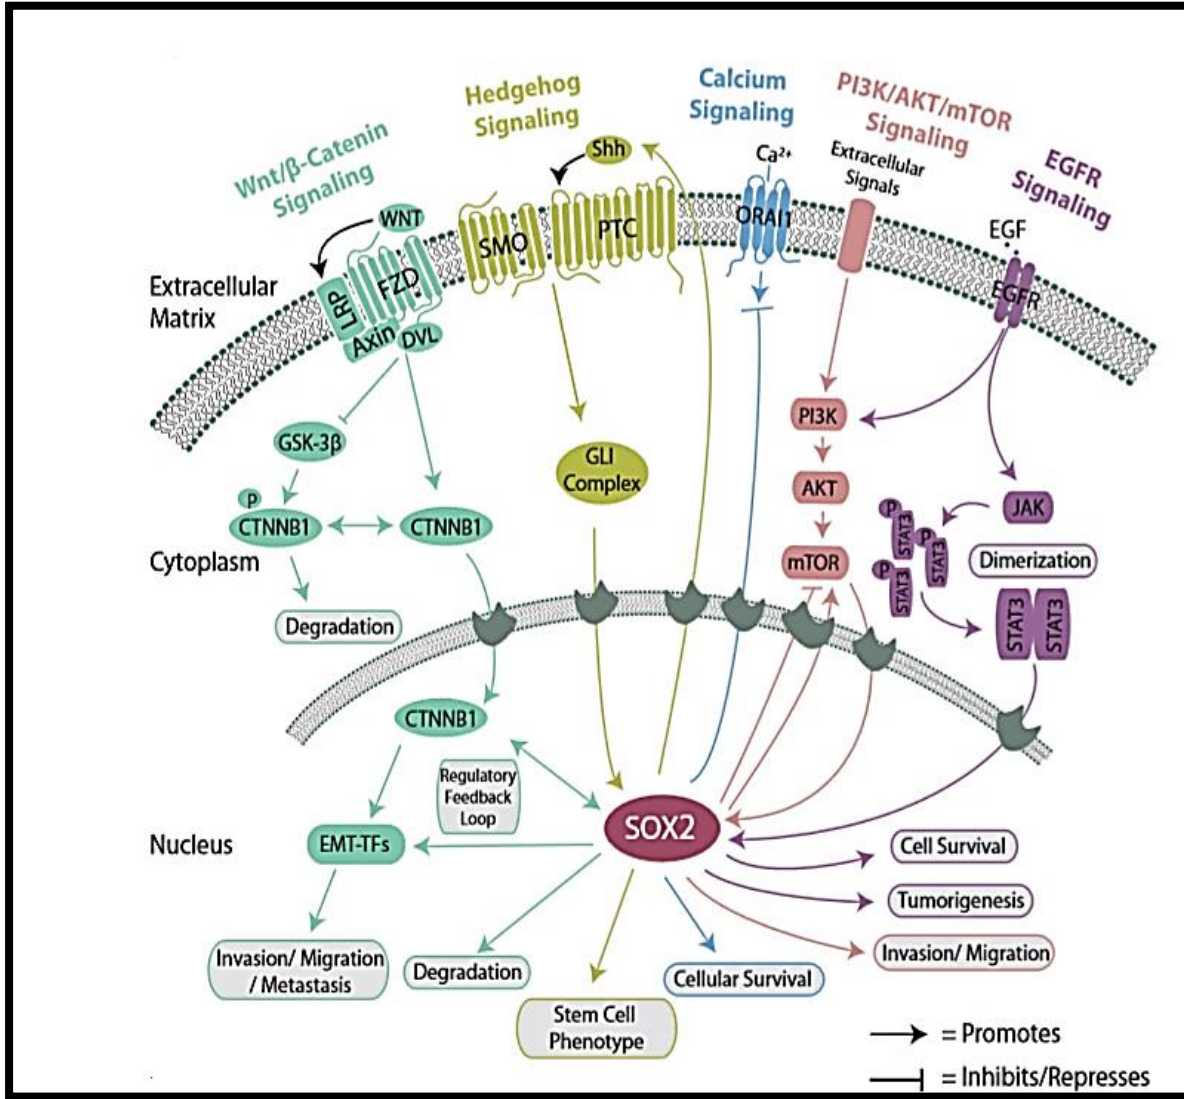 Wnt/β-Catenin
Signaling
Hedgehog
Signaling
Calcium
Signaling
PI3K/AKT/mTOR
Signaling
EGFR
Signaling
WNT
Shh
Ca²⁺
Extracellular
Signals
EGF
LRP
FZD
Axin
DVL
SMO
PTC
ORAI1
EGFR
Extracellular
Matrix
GSK-3β
P
CTNNB1
CTNNB1
Degradation
GLI
Complex
PI3K
AKT
mTOR
JAK
P
STAT3
P
STAT3
P
STAT3
Dimerization
STAT3
STAT3
Cytoplasm
CTNNB1
Regulatory
Feedback
Loop
SOX2
Nucleus
EMT-TFs
Invasion/ Migration
/ Metastasis
Degradation
Stem Cell
Phenotype
Cellular Survival
Cell Survival
Tumorigenesis
Invasion/ Migration
= Promotes
= Inhibits/Represses